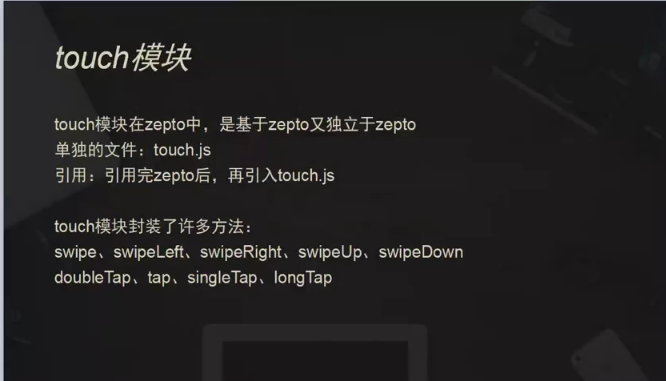 touch模块
touch模块在zepto中，是基于zepto又独立于zepto
单独的文件：touch.js
引用：引用完zepto后，再引入touch.js
touch模块封装了许多方法：
swipe、swipeLeft、swipeRight、swipeUp、swipeDown
doubleTap、tap、singleTap、longTap